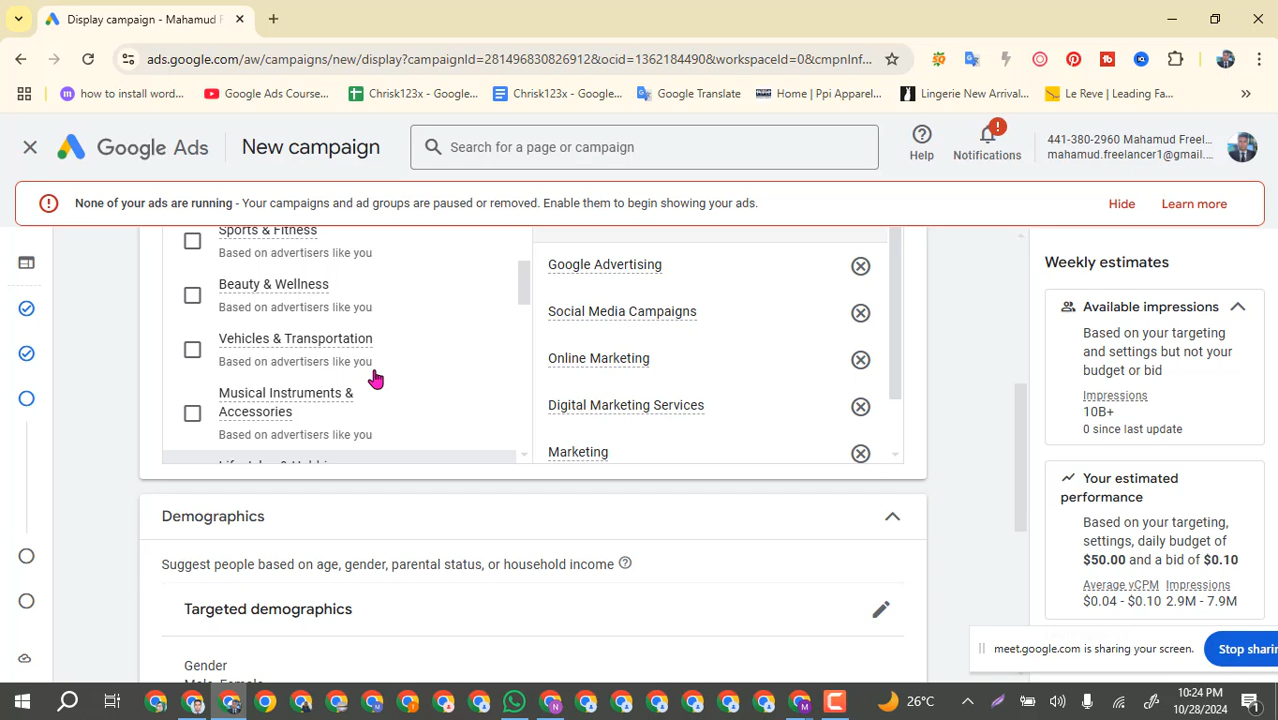 Display campaign - Mahamud F
ads.google.com/aw/campaigns/new/display?campaignId=281496830826912&ocid=1362184490&workspaceId=0&cmpnInf...
how to install word...
Google Ads Course...
Chrisk123x - Google...
Chrisk123x - Google...
Google Translate
Home | Ppi Apparel...
Lingerie New Arrival...
Le Reve | Leading Fa...
Google Ads
New campaign
Search for a page or campaign
Help
Notifications
441-380-2960 Mahamud Freel...
mahamud.freelancer1@gmail....
None of your ads are running - Your campaigns and ad groups are paused or removed. Enable them to begin showing your ads.
Hide
Learn more
Sports & Fitness
Based on advertisers like you
Beauty & Wellness
Based on advertisers like you
Vehicles & Transportation
Based on advertisers like you
Musical Instruments &
Accessories
Based on advertisers like you
Google Advertising
Social Media Campaigns
Online Marketing
Digital Marketing Services
Marketing
Demographics
Suggest people based on age, gender, parental status, or household income
Targeted demographics
Gender
Male, Female
Weekly estimates
Available impressions
Based on your targeting
and settings but not your
budget or bid
Impressions
10B+
0 since last update
Your estimated
performance
Based on your targeting,
settings, daily budget of
$50.00 and a bid of $0.10
Average vCPM Impressions
$0.04 - $0.10 2.9M - 7.9M
meet.google.com is sharing your screen.
Stop sharin
26°C
10:24 PM
10/28/2024